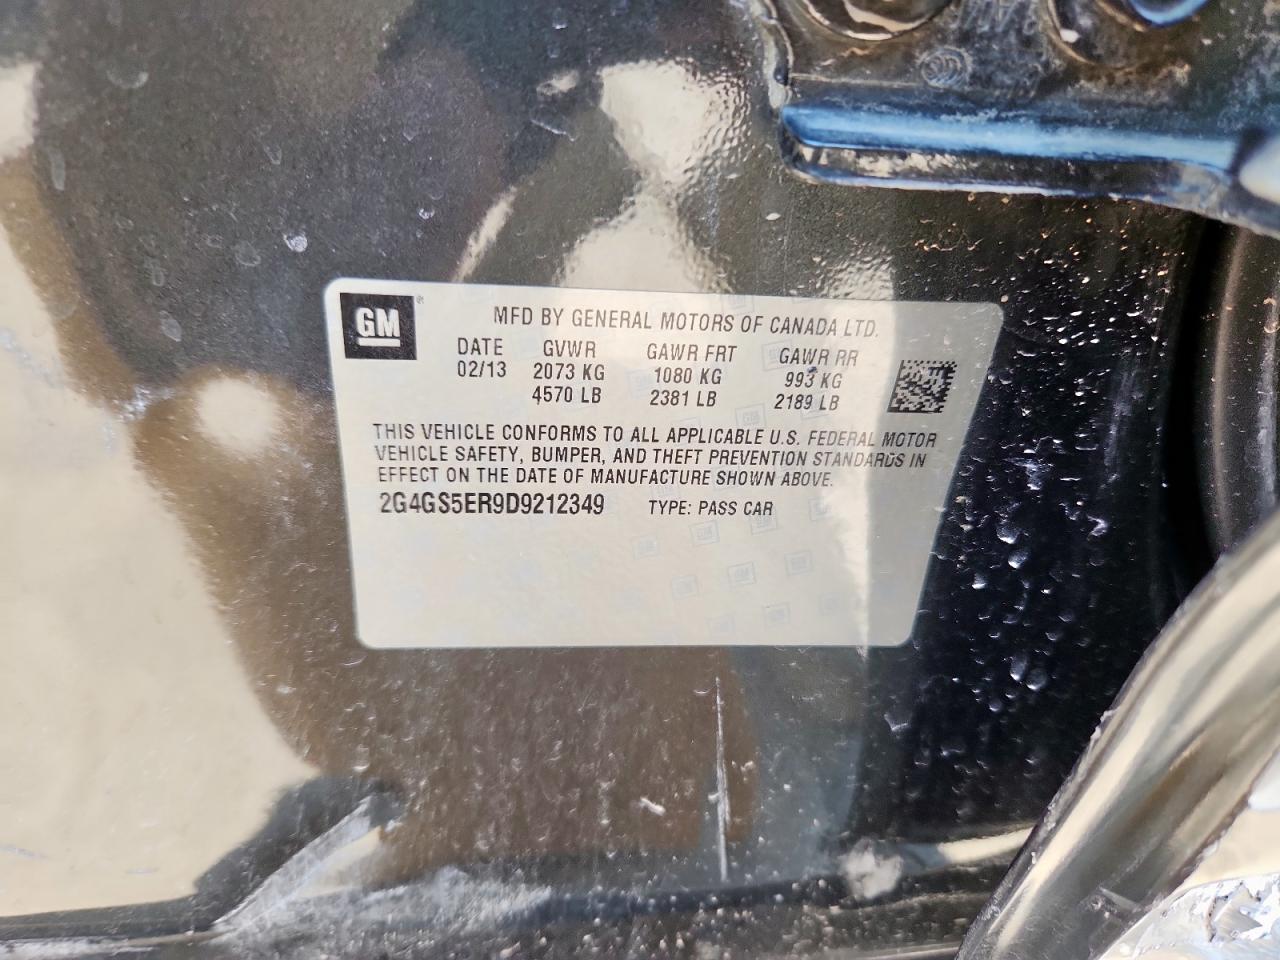 GM
MFD BY GENERAL MOTORS OF CANADA LTD.
DATE GVWR GAWR FRT GAWR RR
02/13 2073 KG 1080 KG 993 KG
4570 LB 2381 LB 2189 LB
THIS VEHICLE CONFORMS TO ALL APPLICABLE U.S. FEDERAL MOTOR
VEHICLE SAFETY, BUMPER, AND THEFT PREVENTION STANDARDS IN
EFFECT ON THE DATE OF MANUFACTURE SHOWN ABOVE.
2G4GS5ER9D9212349 TYPE: PASS CAR